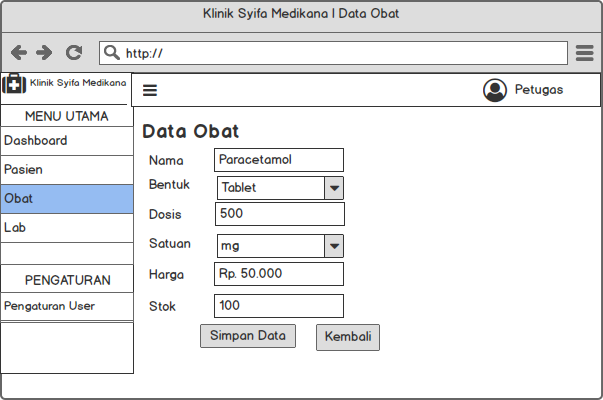 Klinik Syifa Medikana I Data Obat
http://
Klinik Syifa Medikana
Petugas
MENU UTAMA
Dashboard
Pasien
Obat
Lab
PENGATURAN
Pengaturan User
Data Obat
Nama Paracetamol
Bentuk Tablet
Dosis 500
Satuan mg
Harga Rp. 50.000
Stok 100
Simpan Data Kembali